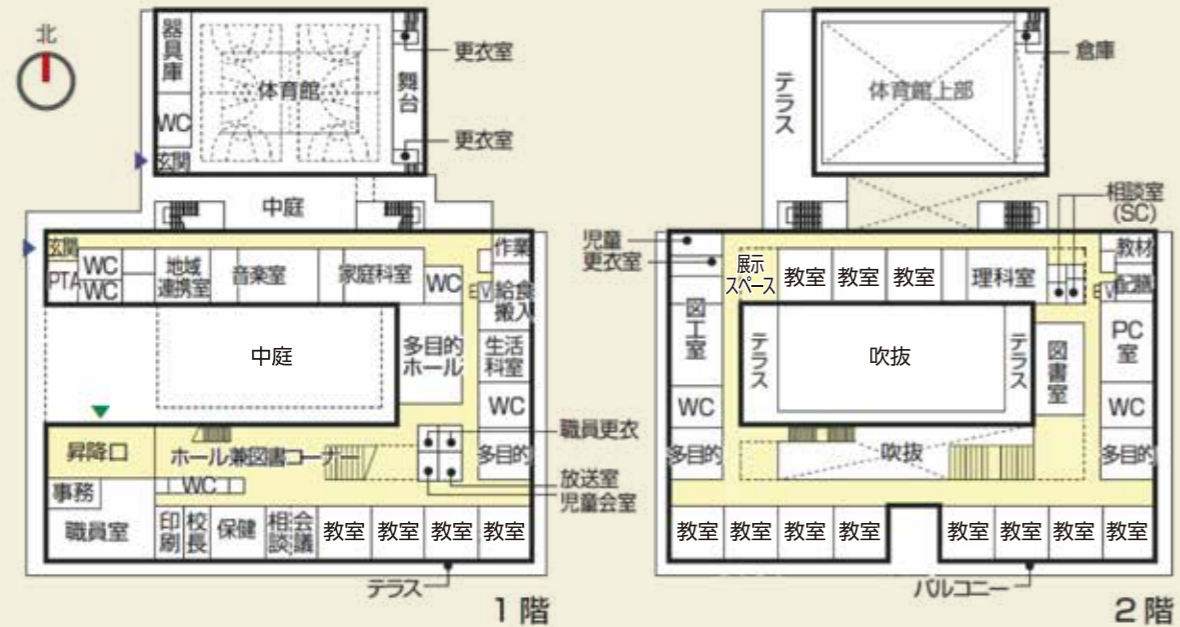 北
器具庫
体育館
舞台
更衣室
WC
更衣室
玄関
中庭
玄関
PTA
WC
WC
地域
連携室
音楽室
家庭科室
WC
作業
EV
給食
搬入
中庭
多目的
ホール
生活
科室
WC
昇降口
ホール兼図書コーナー
多目的
職員更衣
放送室
児童会室
事務
WC
職員室
印刷
校長
保健
相談
会議
教室
教室
教室
教室
テラス
1階
テラス
体育館上部
倉庫
相談室
(SC)
児童
更衣室
展示
スペース
教室
教室
教室
理科室
教材
EV
配膳
図工室
テラス
吹抜
テラス
図書室
PC
室
WC
WC
多目的
吹抜
多目的
教室
教室
教室
教室
教室
教室
教室
教室
バルコニー
2階